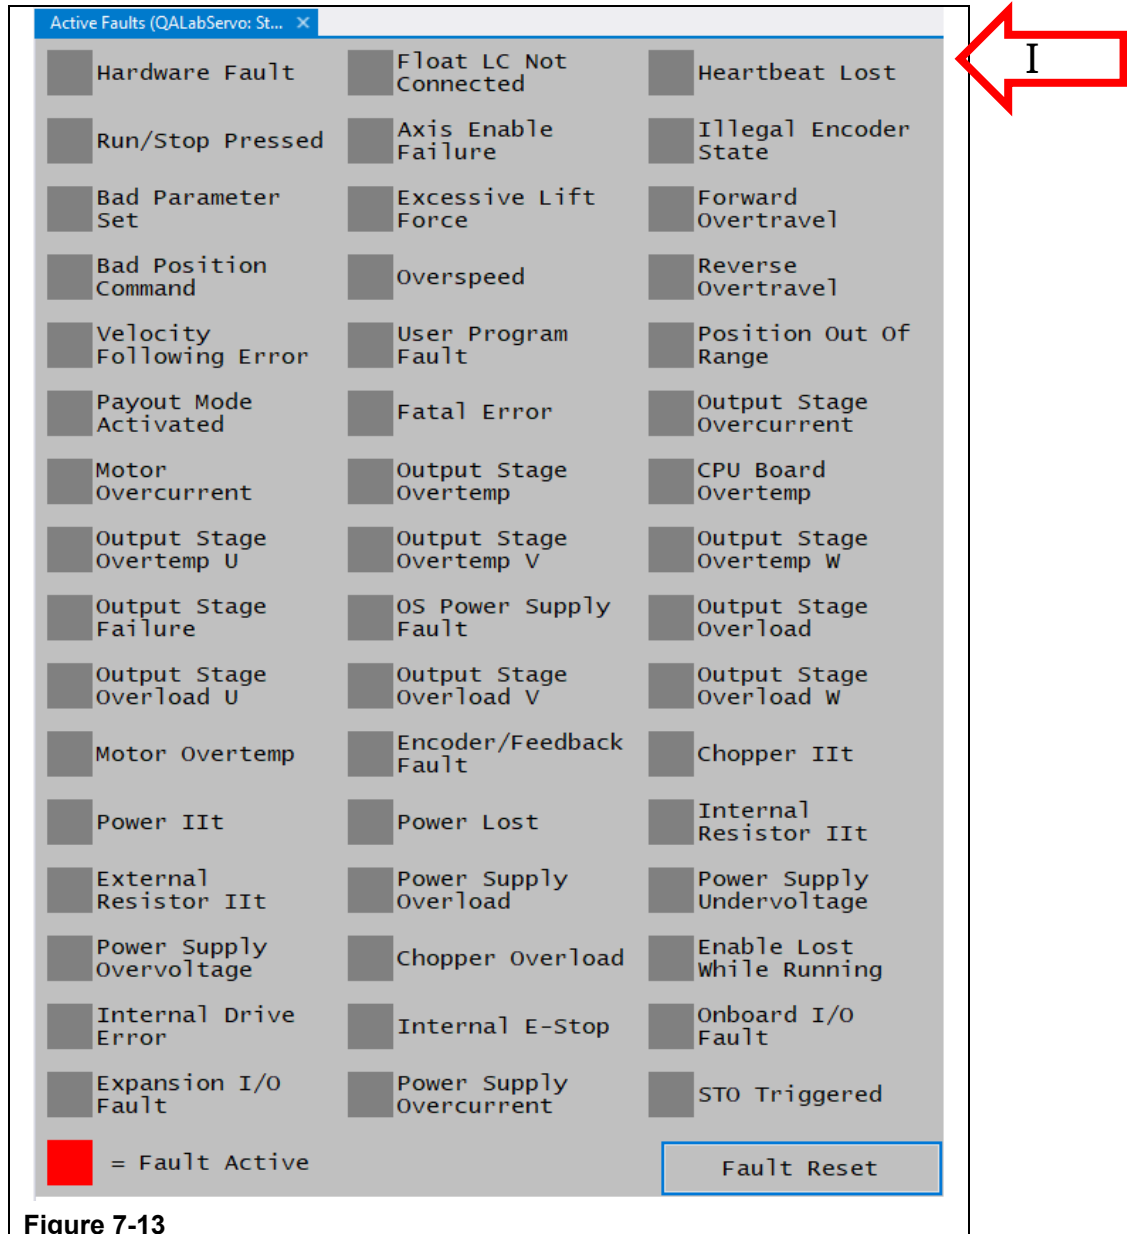 Active Faults (QALabServo: St... ×
I
Hardware Fault
Float LC Not
Connected
Heartbeat Lost
Run/Stop Pressed
Axis Enable
Failure
Illegal Encoder
State
Bad Parameter
Set
Excessive Lift
Force
Forward
Overtravel
Bad Position
Command
Overspeed
Reverse
Overtravel
Velocity
Following Error
User Program
Fault
Position Out Of
Range
Payout Mode
Activated
Fatal Error
Output Stage
Overcurrent
Motor
Overcurrent
Output Stage
Overtemp
CPU Board
Overtemp
Output Stage
Overtemp U
Output Stage
Overtemp V
Output Stage
Overtemp W
Output Stage
Failure
OS Power Supply
Fault
Output Stage
Overload
Output Stage
Overload U
Output Stage
Overload V
Output Stage
Overload W
Motor Overtemp
Encoder/Feedback
Fault
Chopper IIt
Power IIt
Power Lost
Internal
Resistor IIt
External
Resistor IIt
Power Supply
Overload
Power Supply
Undervoltage
Power Supply
Overvoltage
Chopper Overload
Enable Lost
While Running
Internal Drive
Error
Internal E-Stop
Onboard I/O
Fault
Expansion I/O
Fault
Power Supply
Overcurrent
STO Triggered
= Fault Active
Fault Reset
Figure 7-13